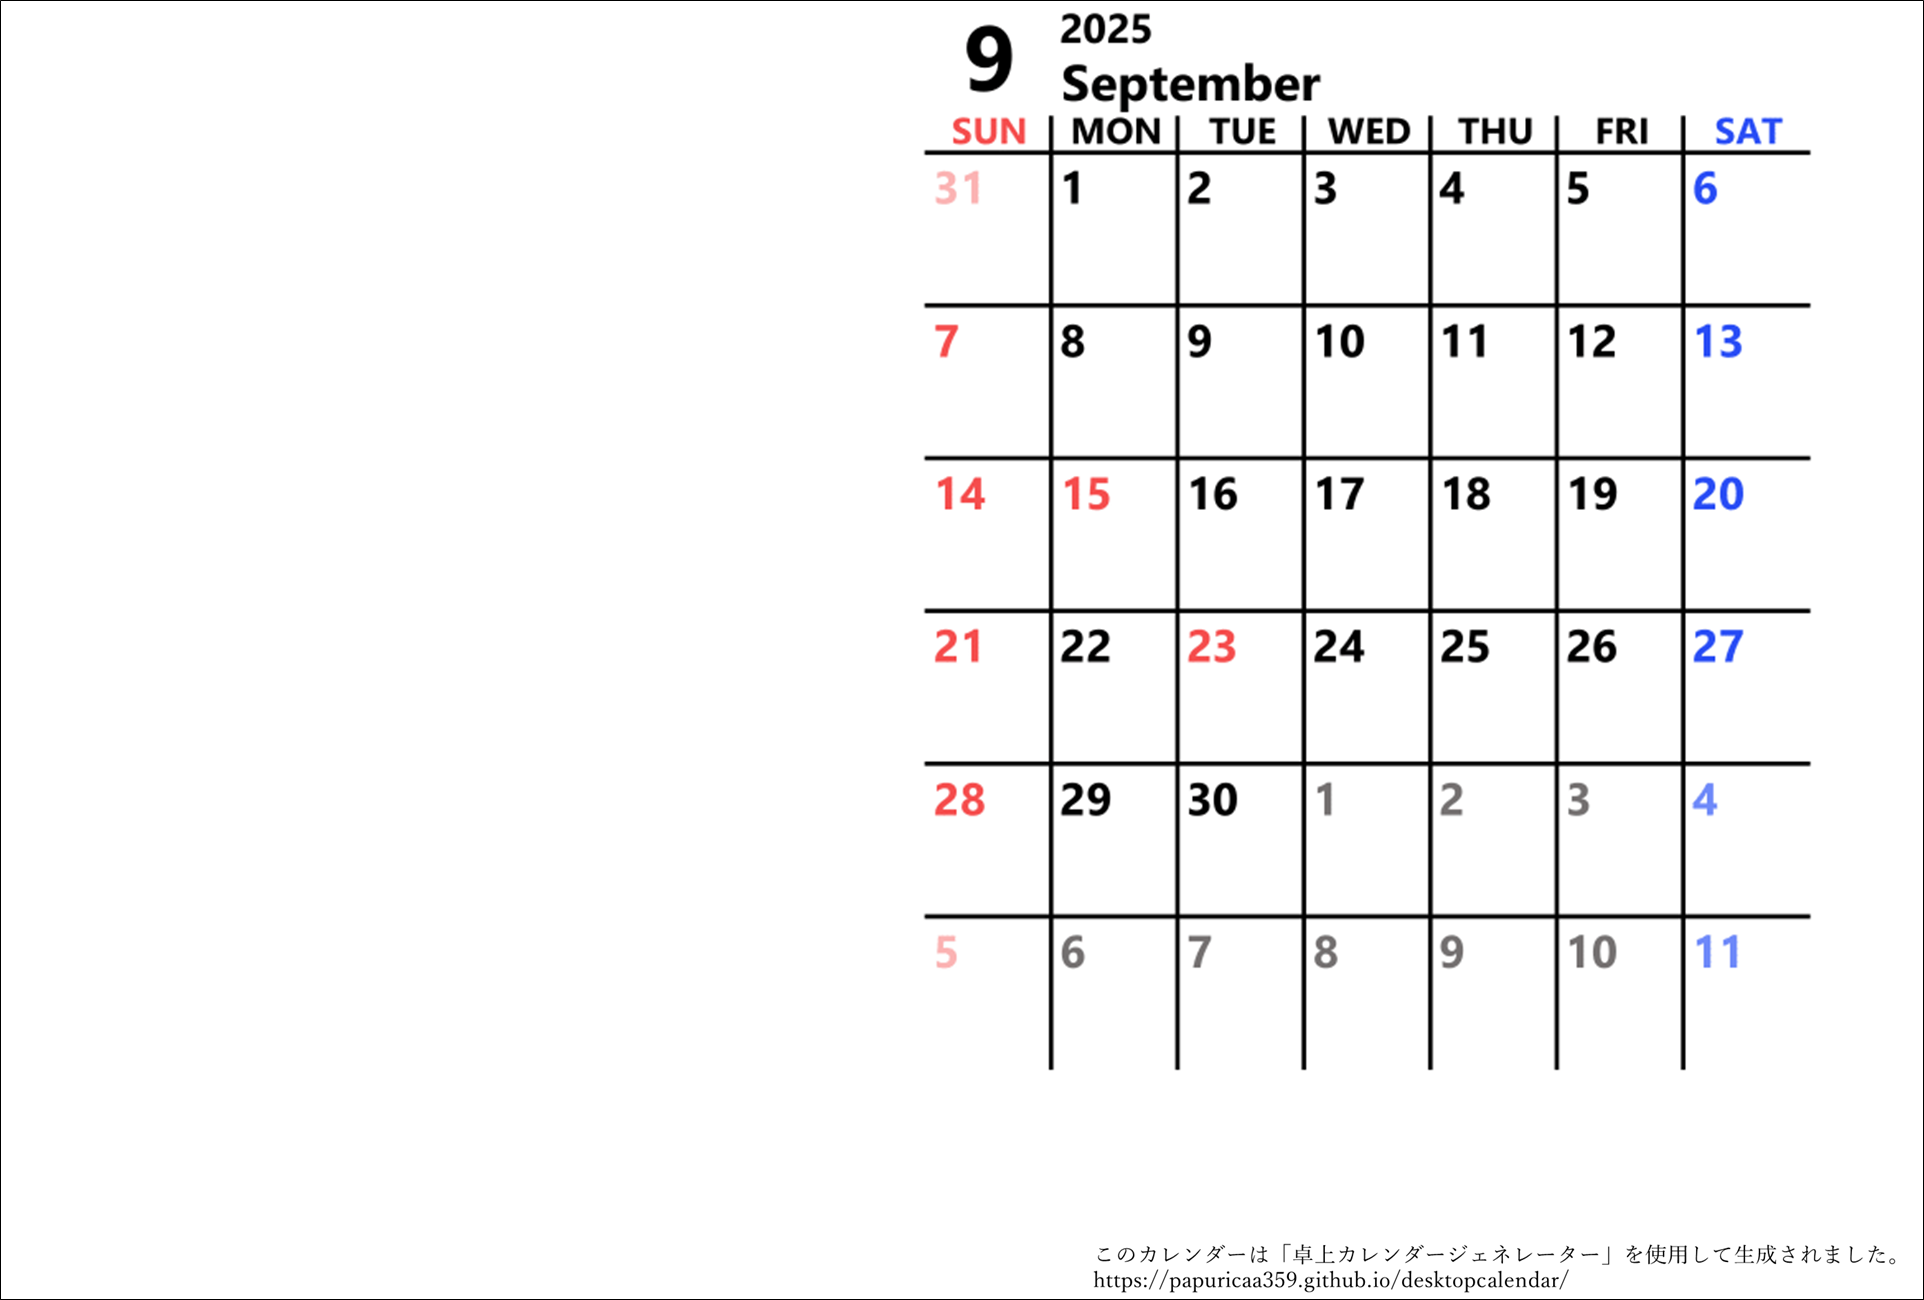 9
2025
September
SUN MON TUE WED THU FRI SAT
31 1 2 3 4 5 6
7 8 9 10 11 12 13
14 15 16 17 18 19 20
21 22 23 24 25 26 27
28 29 30 1 2 3 4
5 6 7 8 9 10 11
このカレンダーは「卓上カレンダージェネレーター」を使用して生成されました。
https://papuricaa359.github.io/desktopcalendar/